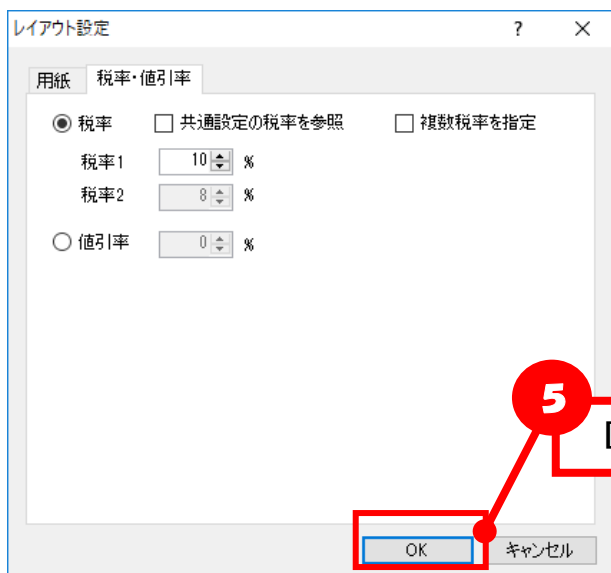 レイアウト設定 ?
用紙 税率・値引率
税率 共通設定の税率を参照 複数税率を指定
税率1 10 %
税率2 8 %
値引率 0 %
5
OK キャンセル